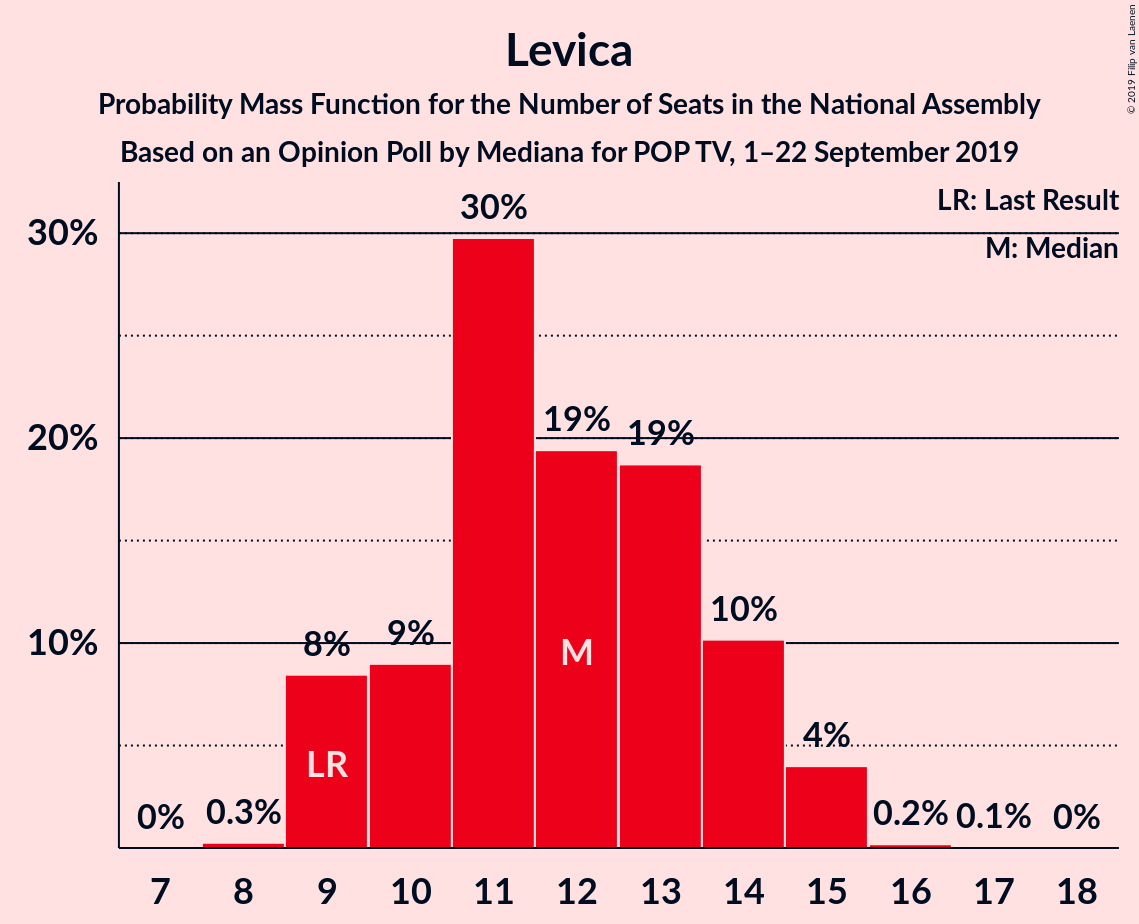 Levica
Probability Mass Function for the Number of Seats in the National Assembly
Based on an Opinion Poll by Mediana for POP TV, 1–22 September 2019
© 2019 Filip van Laenen
LR: Last Result
M: Median
30%
20%
10%
0%
0.3%
8%
9%
30%
19%
19%
10%
4%
0.2%
0.1%
0%
LR
M
7 8 9 10 11 12 13 14 15 16 17 18